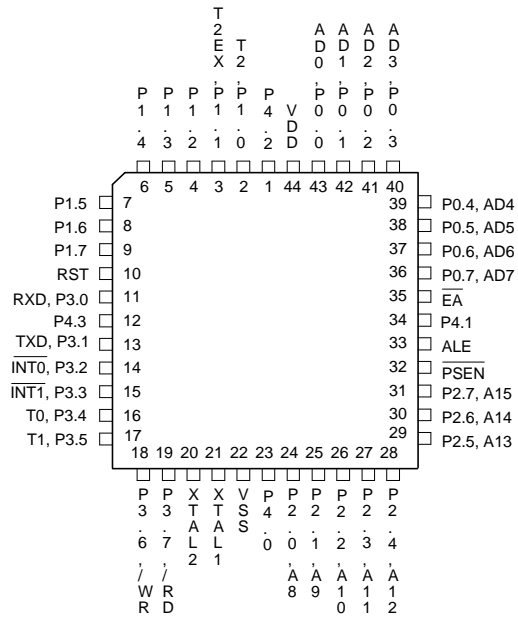 P1.4
P1.3
P1.2
T2EX,P1.1
T2,P1.0
P4.2
VDD
AD0,P0.0
AD1,P0.1
AD2,P0.2
AD3,P0.3
6 5 4 3 2 1 44 43 42 41 40
P1.5 7
P1.6 8
P1.7 9
RST 10
RXD, P3.0 11
P4.3 12
TXD, P3.1 13
INT0, P3.2 14
INT1, P3.3 15
T0, P3.4 16
T1, P3.5 17
39 P0.4, AD4
38 P0.5, AD5
37 P0.6, AD6
36 P0.7, AD7
35 EA
34 P4.1
33 ALE
32 PSEN
31 P2.7, A15
30 P2.6, A14
29 P2.5, A13
18 19 20 21 22 23 24 25 26 27 28
P3.6,/WR
P3.7,/RD
XTAL2
XTAL1
VSS
P4.0
P2.0,A8
P2.1,A9
P2.2,A10
P2.3,A11
P2.4,A12